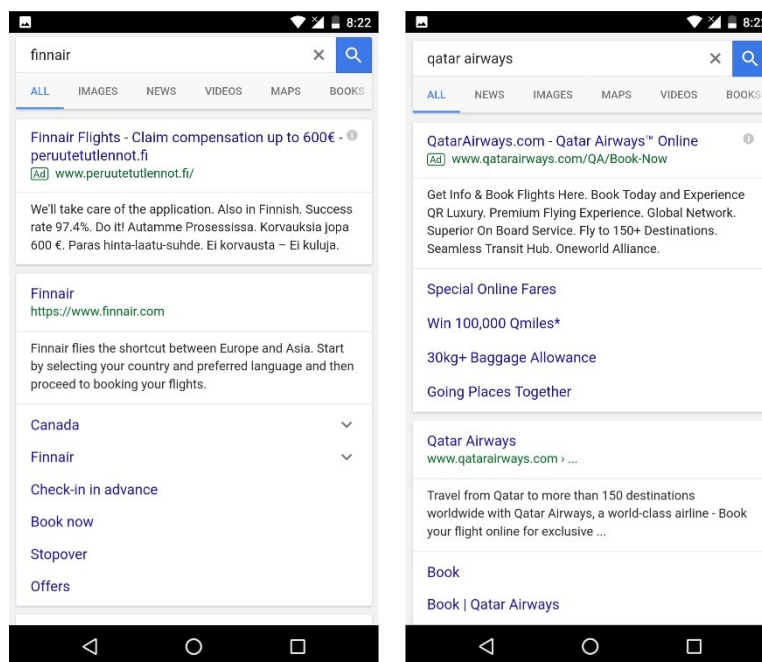 8:22
finnair
ALL IMAGES NEWS VIDEOS MAPS BOOKS
Finnair Flights - Claim compensation up to 600€ -
peruutetutlennot.fi
Ad www.peruutetutlennot.fi/
We'll take care of the application. Also in Finnish. Success
rate 97.4%. Do it! Autamme Prosessissa. Korvauksia jopa
600 €. Paras hinta-laatu-suhde. Ei korvausta – Ei kuluja.
Finnair
https://www.finnair.com
Finnair flies the shortcut between Europe and Asia. Start
by selecting your country and preferred language and then
proceed to booking your flights.
Canada
Finnair
Check-in in advance
Book now
Stopover
Offers
8:22
qatar airways
ALL NEWS IMAGES MAPS VIDEOS BOOKS
QatarAirways.com - Qatar Airways™ Online
Ad www.qatarairways.com/QA/Book-Now
Get Info & Book Flights Here. Book Today and Experience
QR Luxury. Premium Flying Experience. Global Network.
Superior On Board Service. Fly to 150+ Destinations.
Seamless Transit Hub. Oneworld Alliance.
Special Online Fares
Win 100,000 Qmiles*
30kg+ Baggage Allowance
Going Places Together
Qatar Airways
www.qatarairways.com › ...
Travel from Qatar to more than 150 destinations
worldwide with Qatar Airways, a world-class airline - Book
your flight online for exclusive ...
Book
Book | Qatar Airways